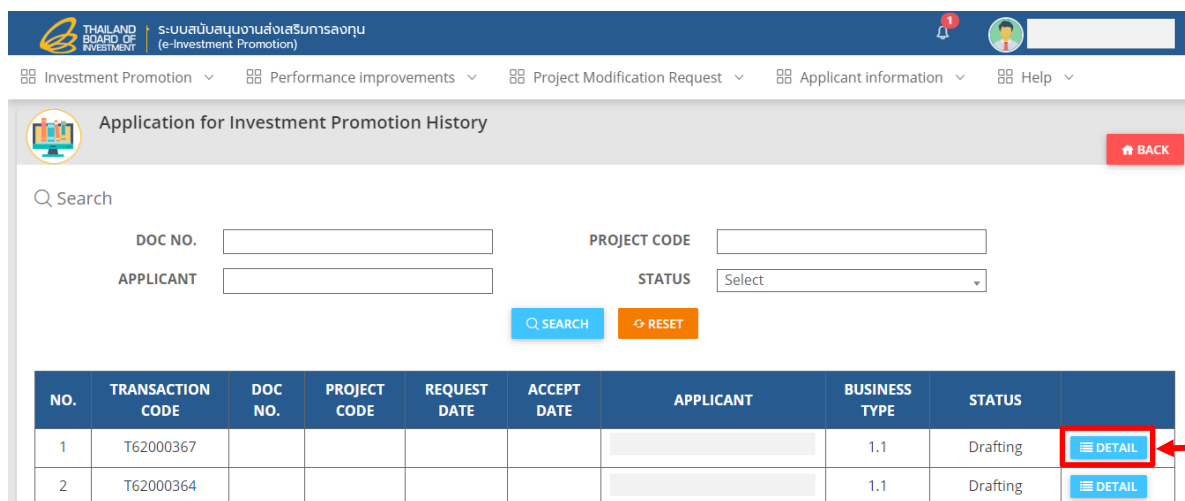 THAILAND BOARD OF INVESTMENT
ระบบสนับสนุนงานส่งเสริมการลงทุน
(e-Investment Promotion)
1
Investment Promotion
Performance improvements
Project Modification Request
Applicant information
Help
Application for Investment Promotion History
BACK
Search
DOC NO.
PROJECT CODE
APPLICANT
STATUS
Select
SEARCH
RESET
NO. TRANSACTION CODE DOC NO. PROJECT CODE REQUEST DATE ACCEPT DATE APPLICANT BUSINESS TYPE STATUS
1 T62000367 1.1 Drafting DETAIL
2 T62000364 1.1 Drafting DETAIL